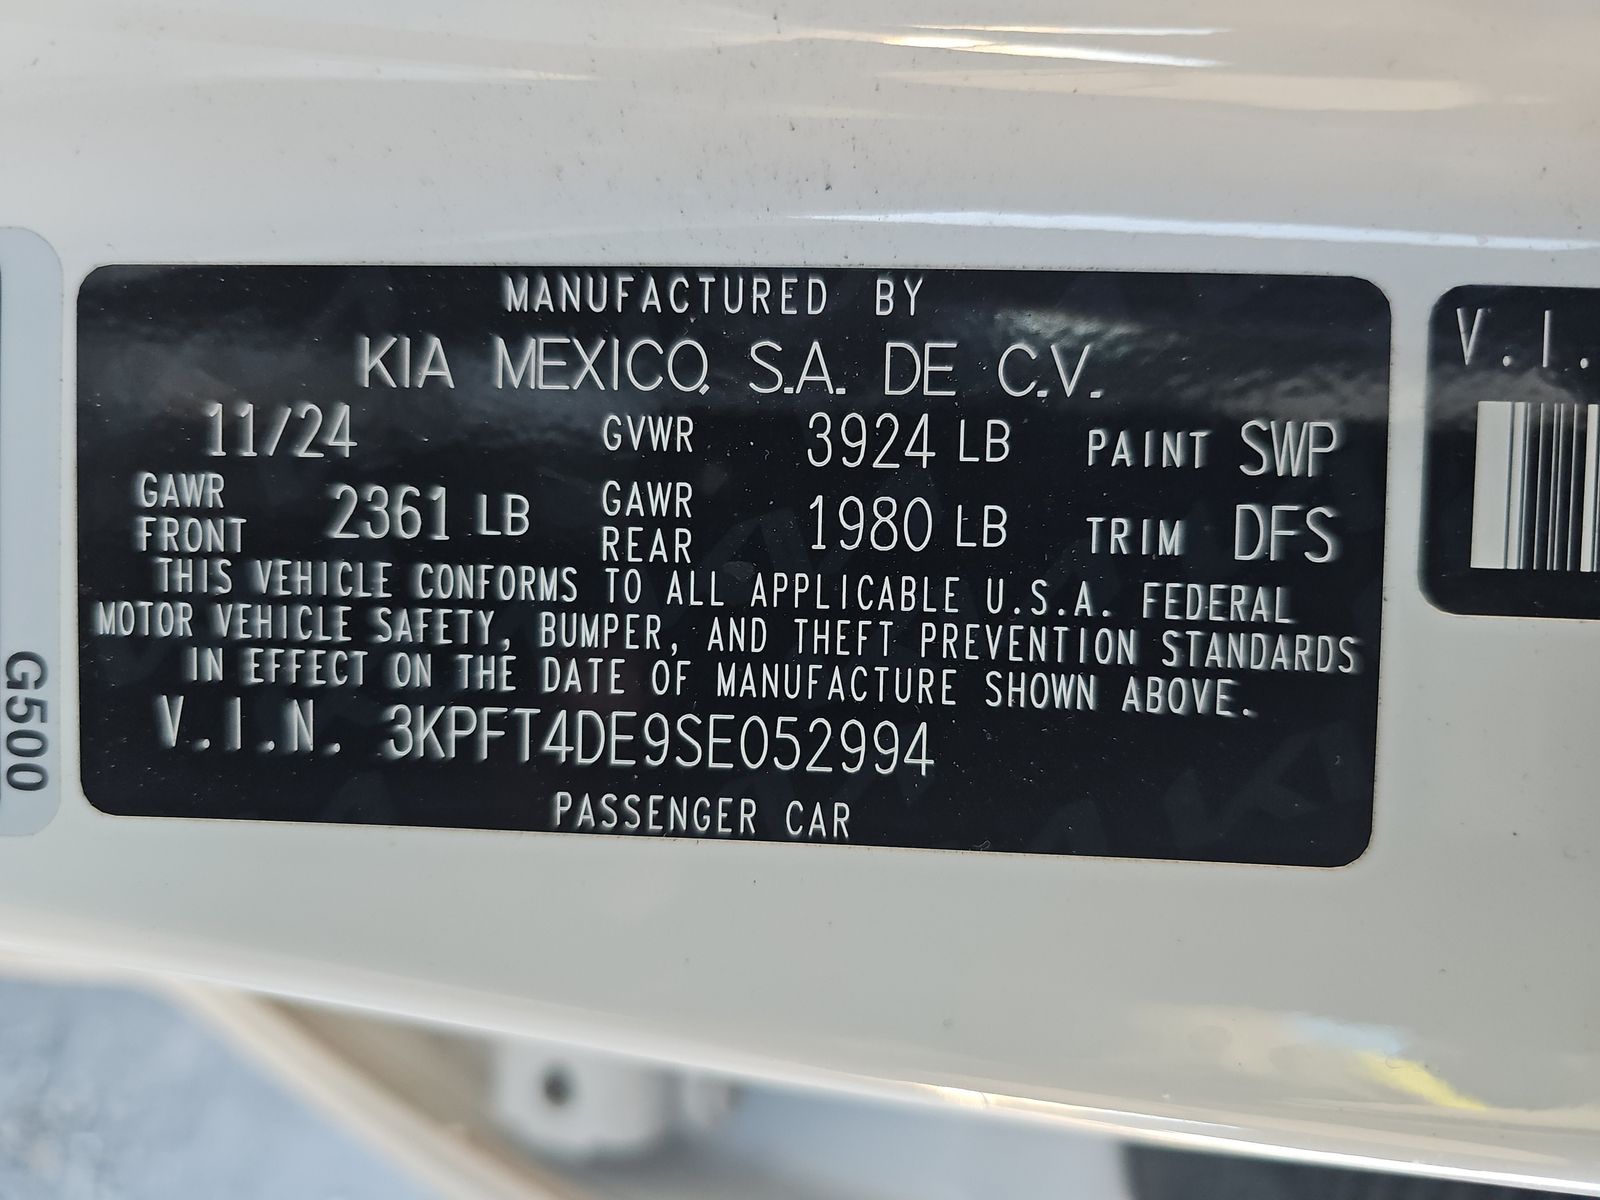 MANUFACTURED BY
KIA MEXICO, S.A. DE C.V.
11/24 GVWR 3924 LB PAINT SWP
GAWR FRONT 2361 LB GAWR REAR 1980 LB TRIM DFS
THIS VEHICLE CONFORMS TO ALL APPLICABLE U.S.A. FEDERAL
MOTOR VEHICLE SAFETY, BUMPER, AND THEFT PREVENTION STANDARDS
IN EFFECT ON THE DATE OF MANUFACTURE SHOWN ABOVE.
V.I.N. 3KPFT4DE9SE052994
PASSENGER CAR
V.I.
G500